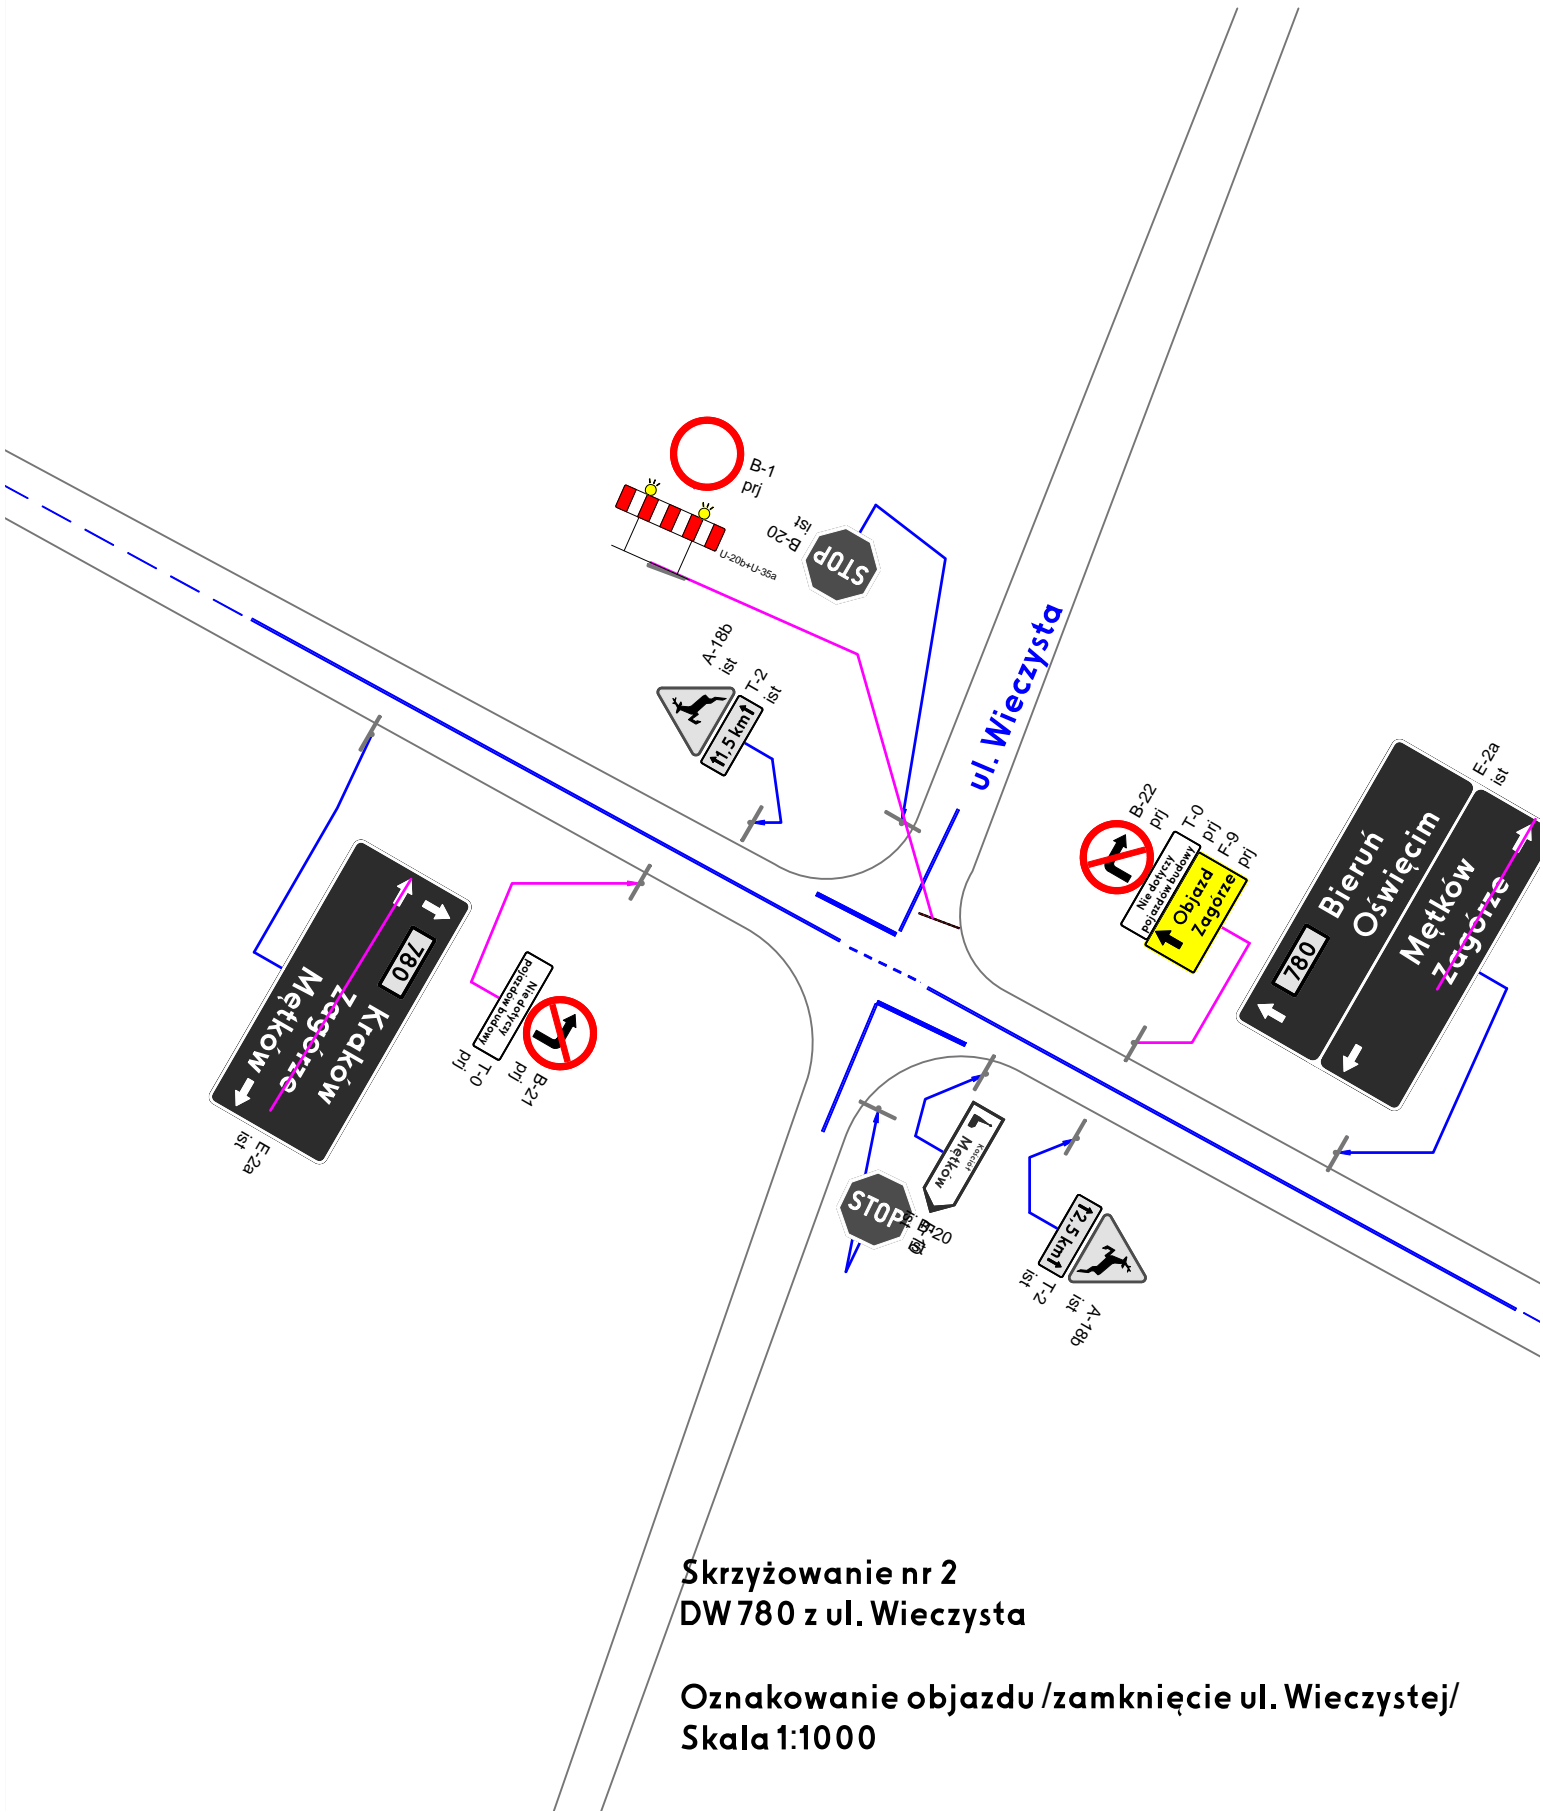 B-1
prj
U-20b+U-35a
B-20
ist
STOP
A-18b
ist
T-2
ist
1,5 km
ul. Wieczysta
B-22
prj
T-0
prj
F-9
prj
Nie dotyczy
pojazdów budowy
Objazd
Zagórze
E-2a
ist
Bieruń
Oświęcim
780
Mętków
Zagórze
780
Kraków
Zagórze
Mętków
E-2a
ist
Nie dotyczy
pojazdów budowy
T-0
prj
B-21
prj
Kościół
Mętków
STOP
B-20
2,5 km
T-2
ist
A-18b
ist
Skrzyżowanie nr 2
DW 780 z ul. Wieczysta
Oznakowanie objazdu /zamknięcie ul. Wieczystej/
Skala 1:1000